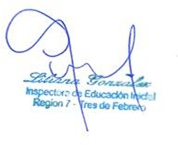 Liliana Gonzalez
Inspectora de Educación Inicial
Region 7 - Tres de Febrero